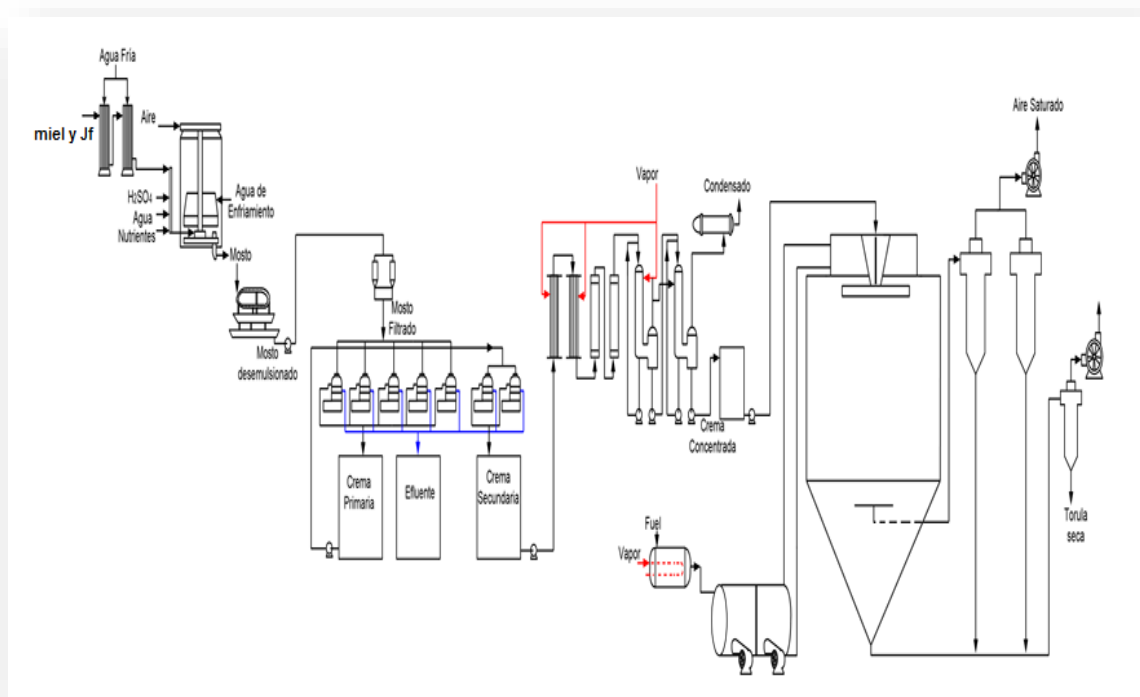 Agua Fría
miel y Jf
Aire
H2SO4
Agua
Nutrientes
Agua de
Enfriamiento
Mosto
Mosto
desemulsionado
Mosto
Filtrado
Crema
Primaria
Efluente
Crema
Secundaria
Vapor
Condensado
Crema
Concentrada
Fuel
Vapor
Aire Saturado
Torula
seca